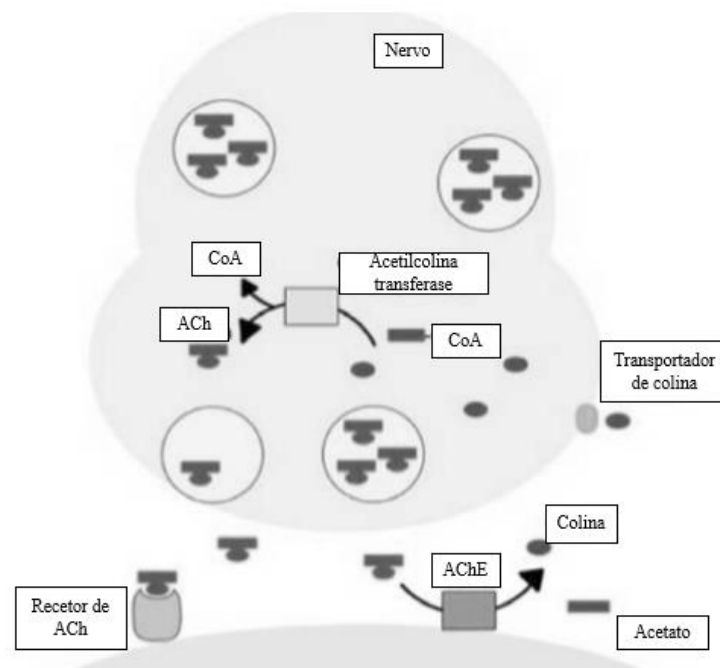 Nervo
CoA
Acetilcolina
transferase
ACh
CoA
Transportador
de colina
Colina
AChE
Recetor de
ACh
Acetato